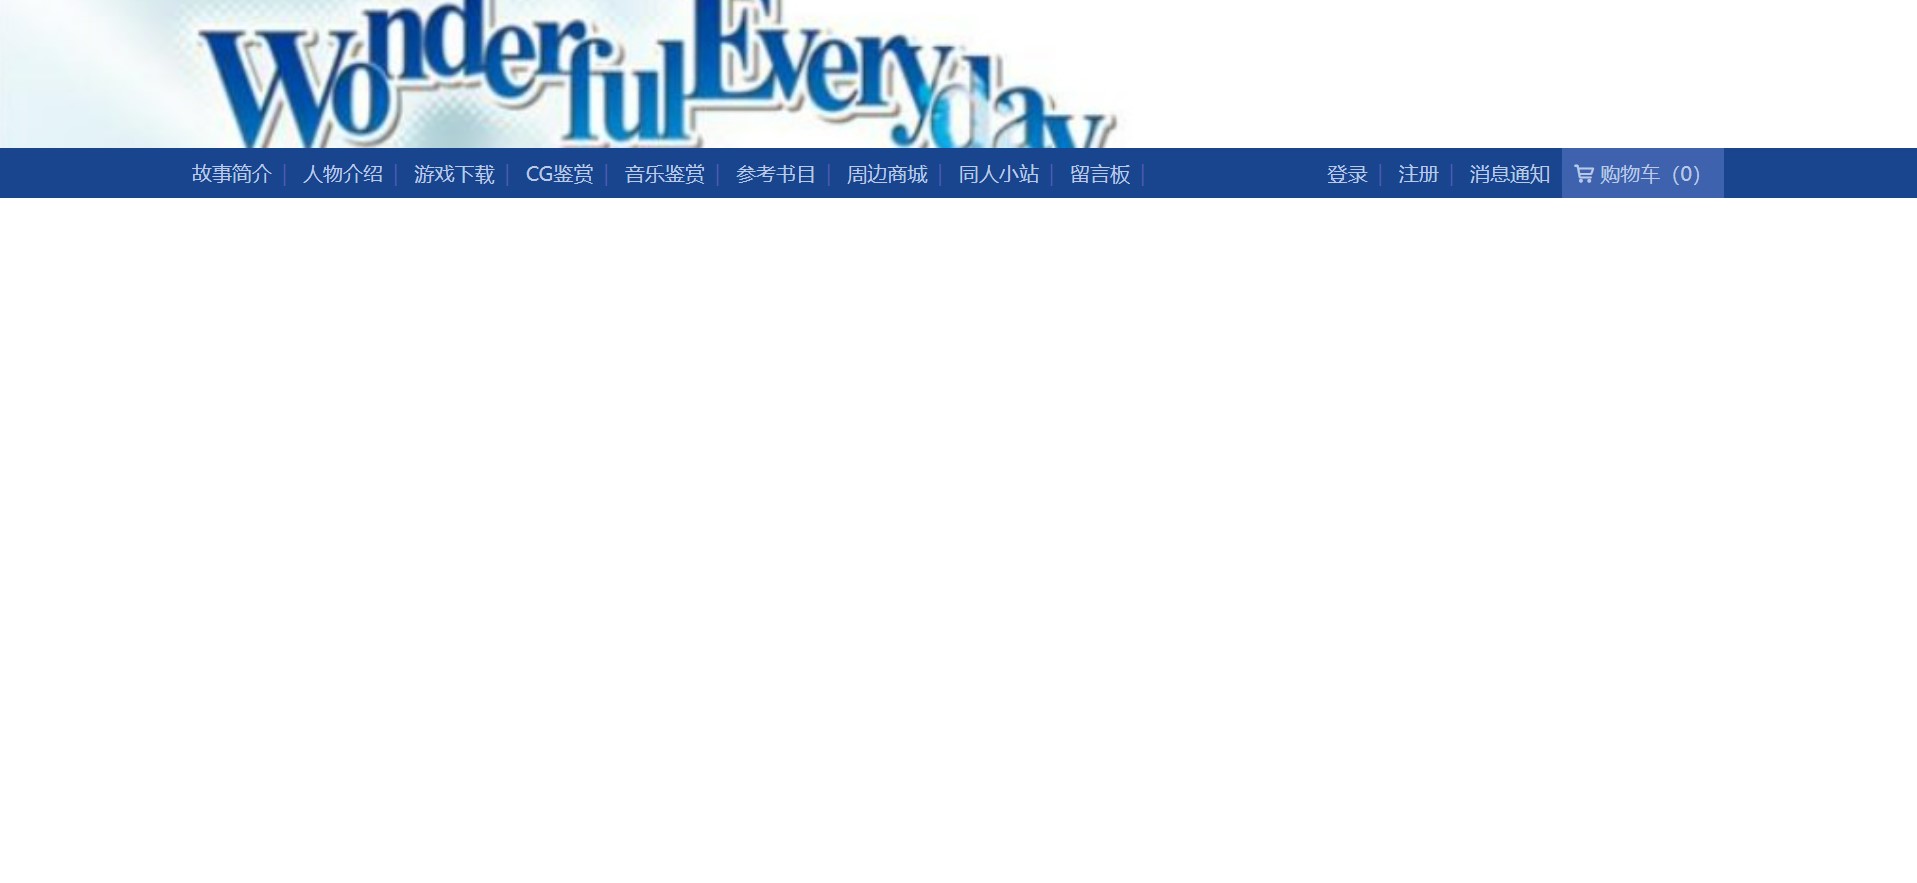 Wonderful Everyday
故事简介 | 人物介绍 | 游戏下载 | CG鉴赏 | 音乐鉴赏 | 参考书目 | 周边商城 | 同人小站 | 留言板 | 登录 | 注册 | 消息通知 购物车（0）